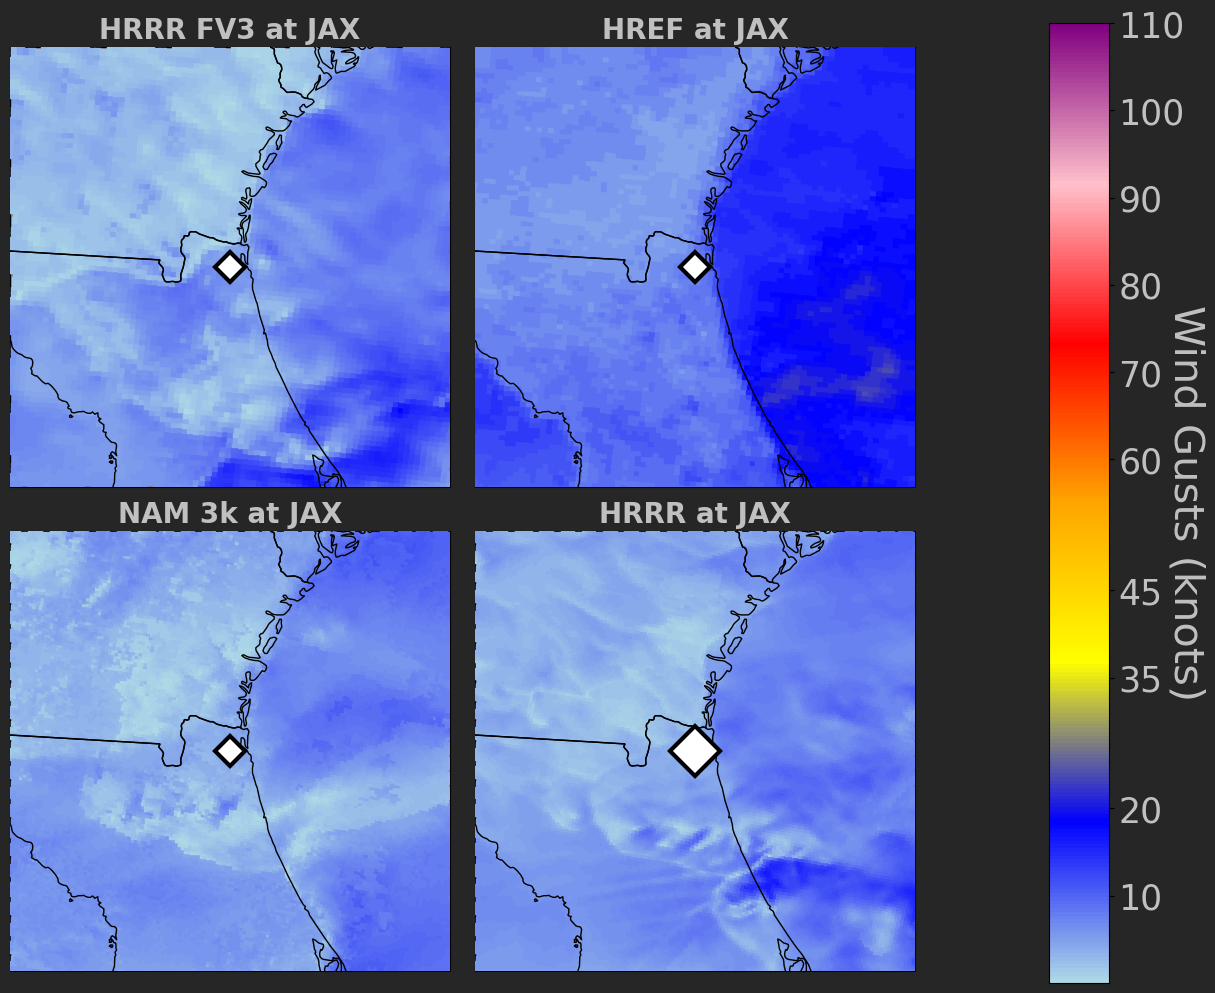 HRRR FV3 at JAX
HREF at JAX
NAM 3k at JAX
HRRR at JAX
110
100
90
80
70
60
45
35
20
10
Wind Gusts (knots)